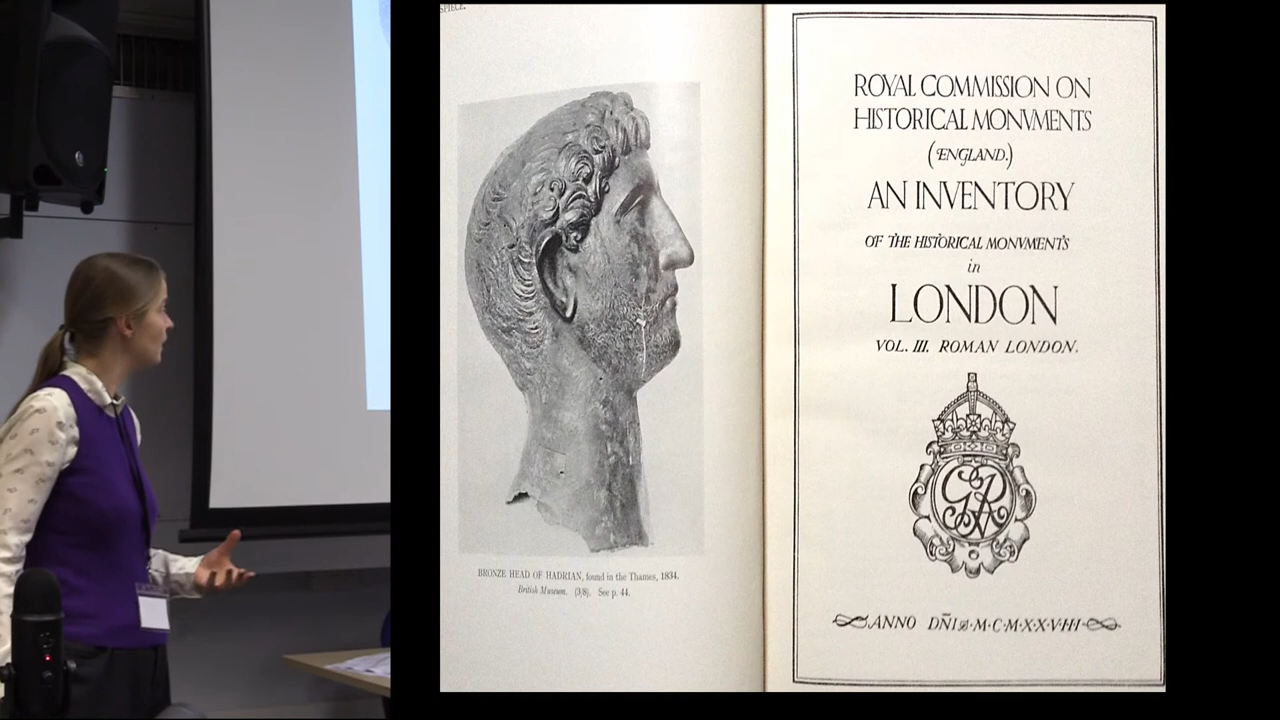 BRONZE HEAD OF HADRIAN, found in the Thames, 1834.
British Museum. (3/8). See p. 44.
ROYAL COMMISSION ON
HISTORICAL MONVMENTS
(ENGLAND.)
AN INVENTORY
OF THE HISTORICAL MONVMENTS
in
LONDON
VOL. III. ROMAN LONDON.
GR
ANNO DÑI · M·C·M·X·X·V·III